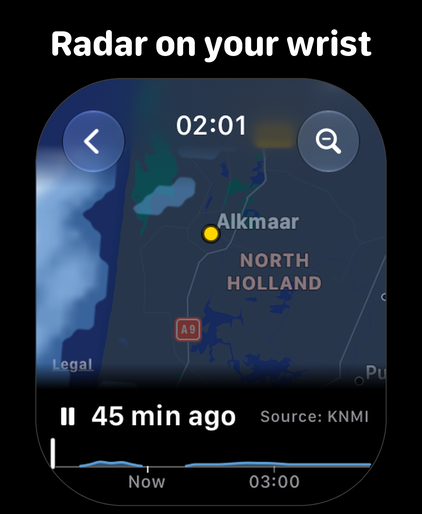 Radar on your wrist
02:01
Alkmaar
NORTH
HOLLAND
A9
Legal
Pu
45 min ago Source: KNMI
Now 03:00